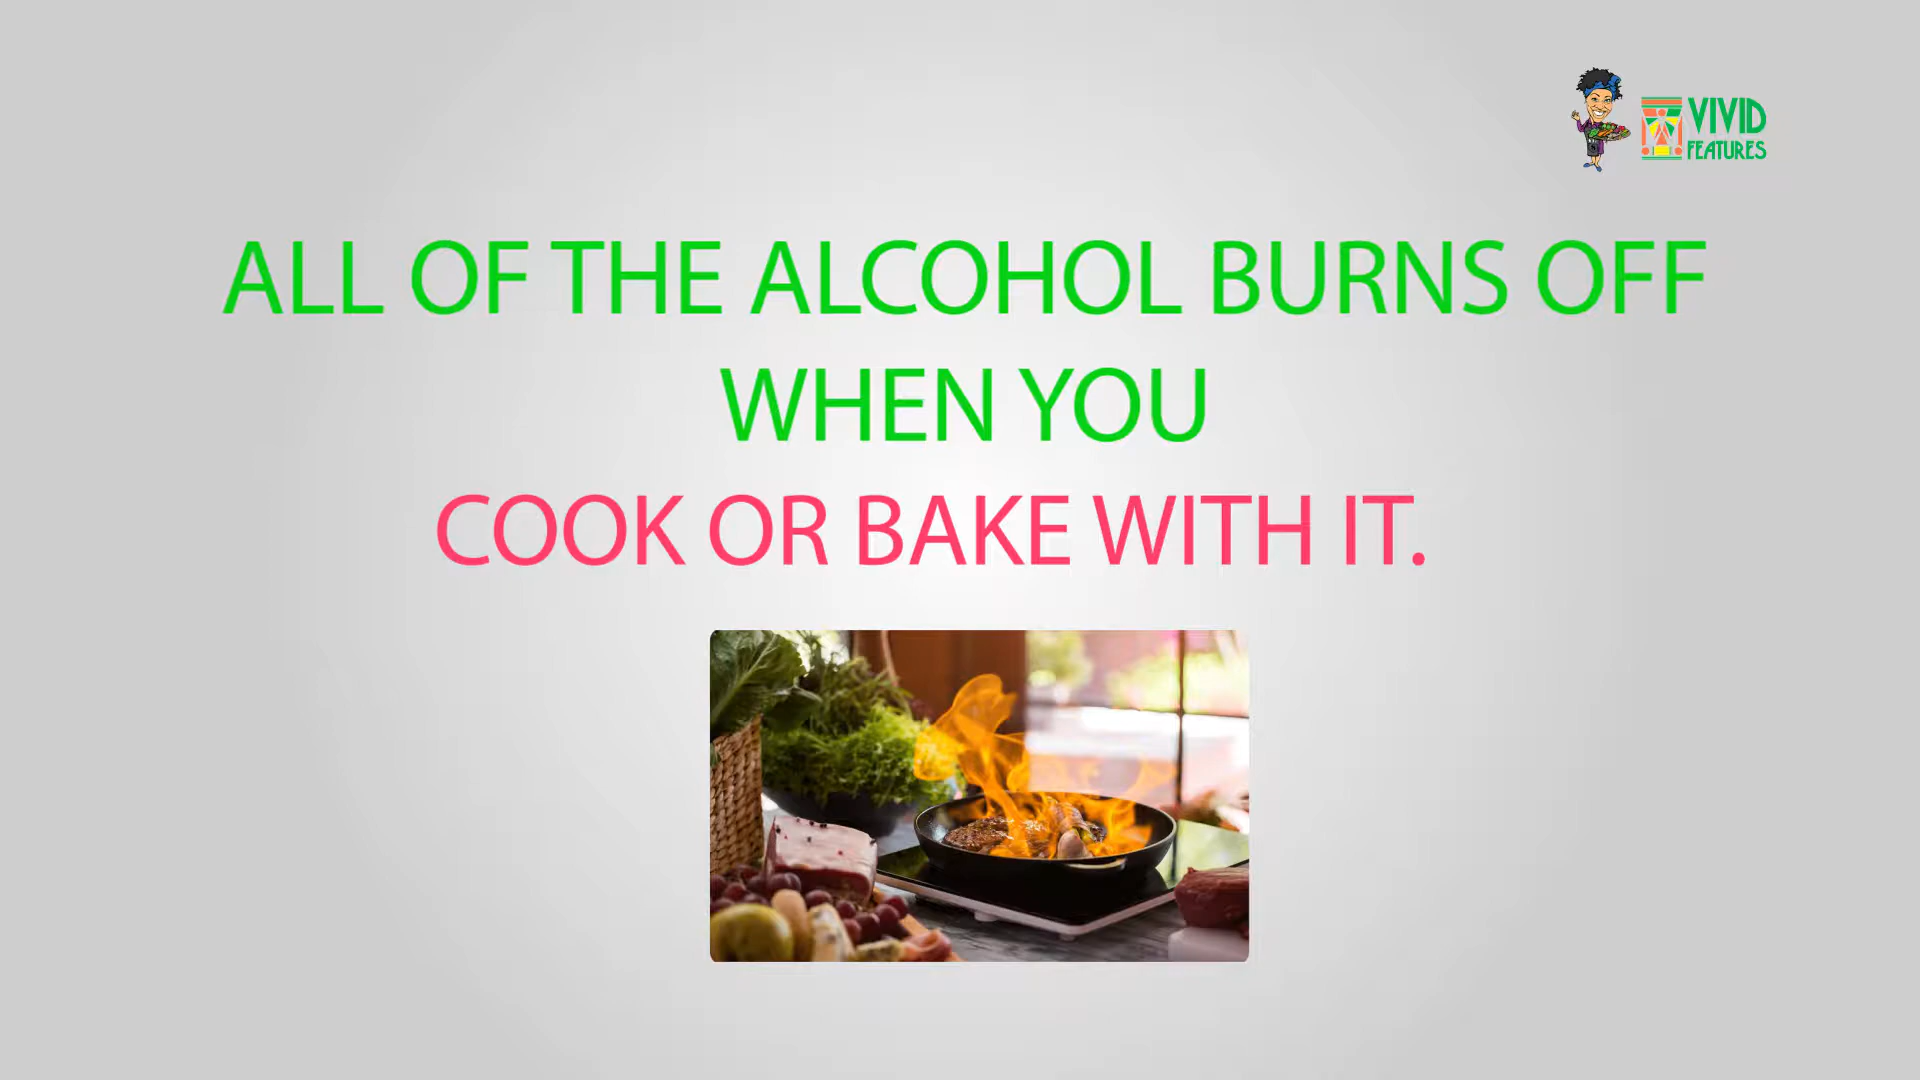 VIVID
FEATURES
ALL OF THE ALCOHOL BURNS OFF
WHEN YOU
COOK OR BAKE WITH IT.